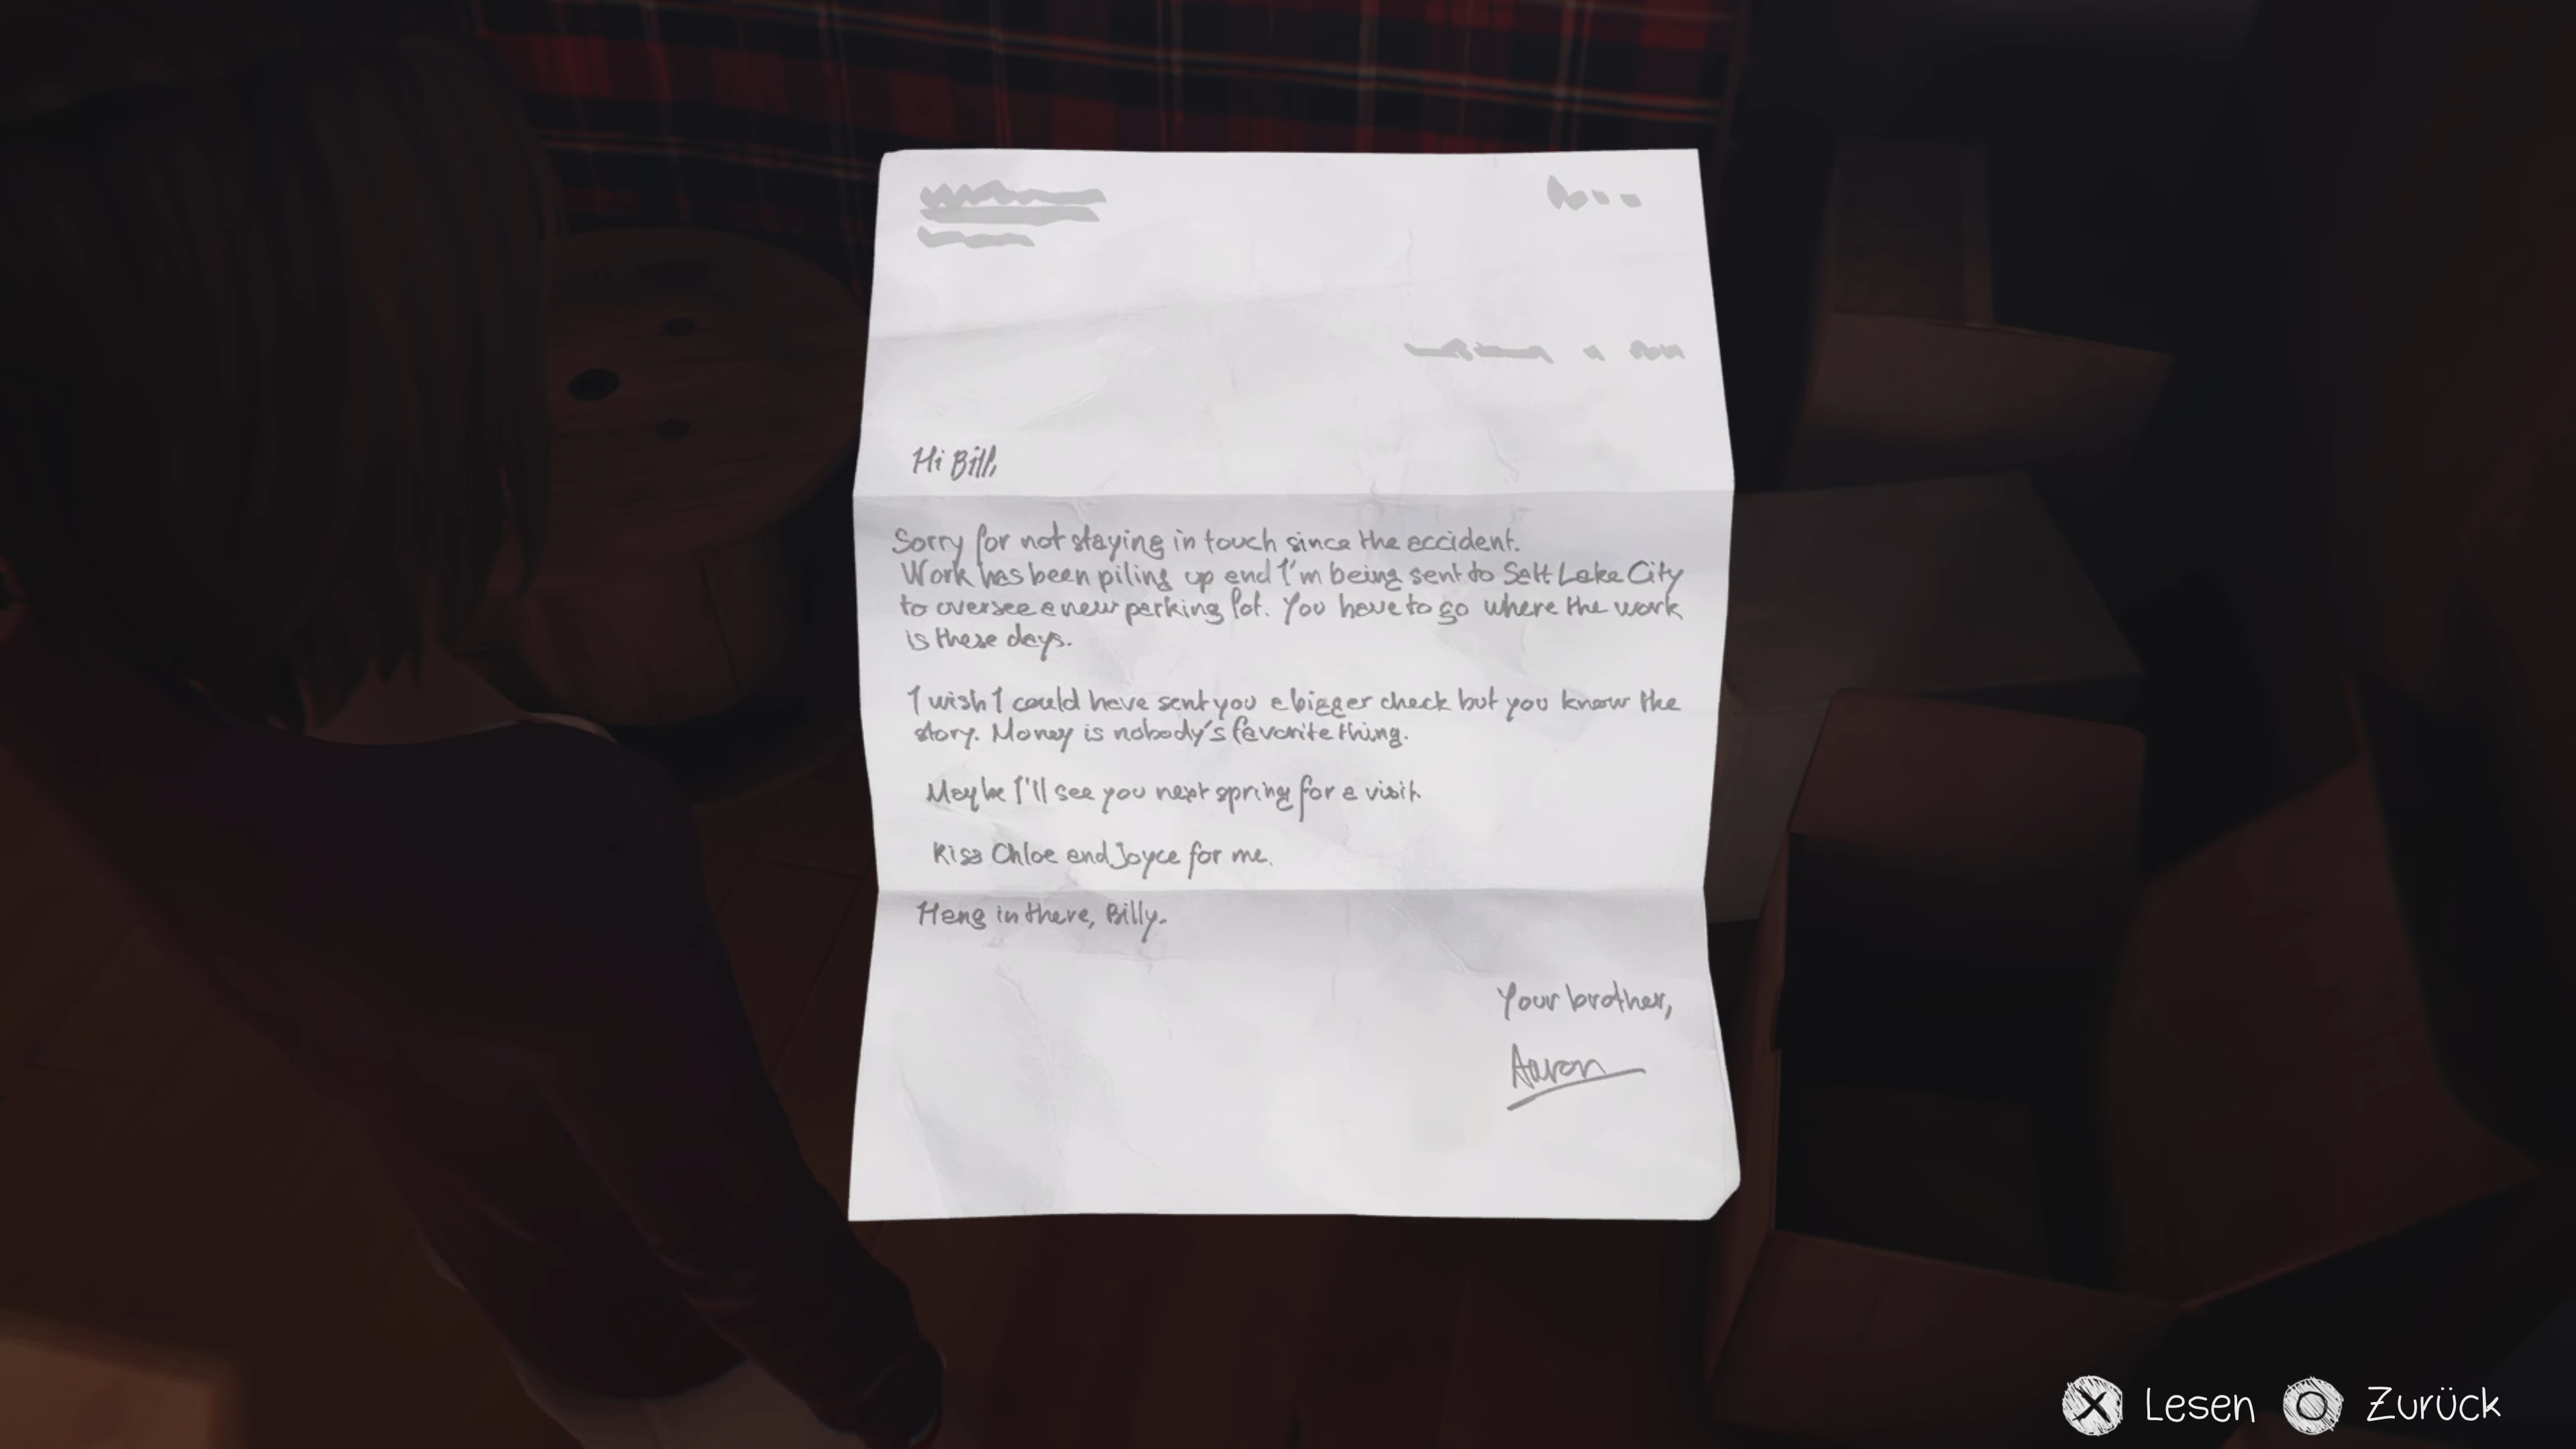 Hi Bill,
Sorry for not staying in touch since the accident.
Work has been piling up and I'm being sent to Salt Lake City
to oversee a new parking lot. You have to go where the work
is these days.
I wish I could have sent you a bigger check but you know the
story. Money is nobody's favorite thing.
Maybe I'll see you next spring for a visit.
Kiss Chloe and Joyce for me.
Hang in there, Billy.
Your brother,
Aaron
X Lesen O Zurück